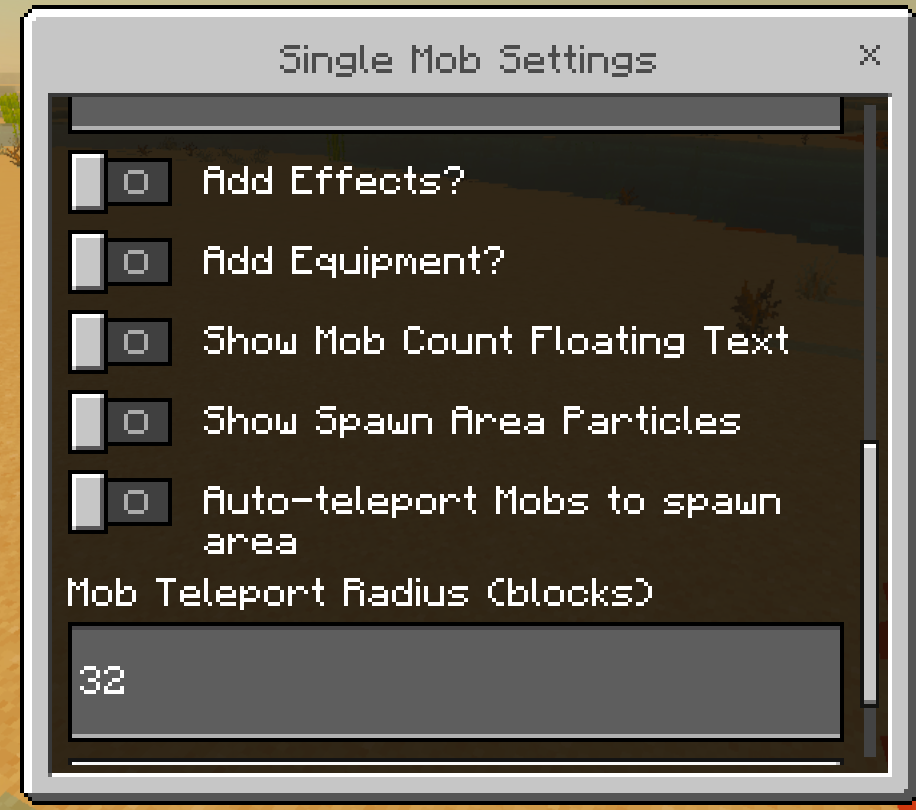 Single Mob Settings
Add Effects?
Add Equipment?
Show Mob Count Floating Text
Show Spawn Area Particles
Auto-teleport Mobs to spawn
area
Mob Teleport Radius (blocks)
32